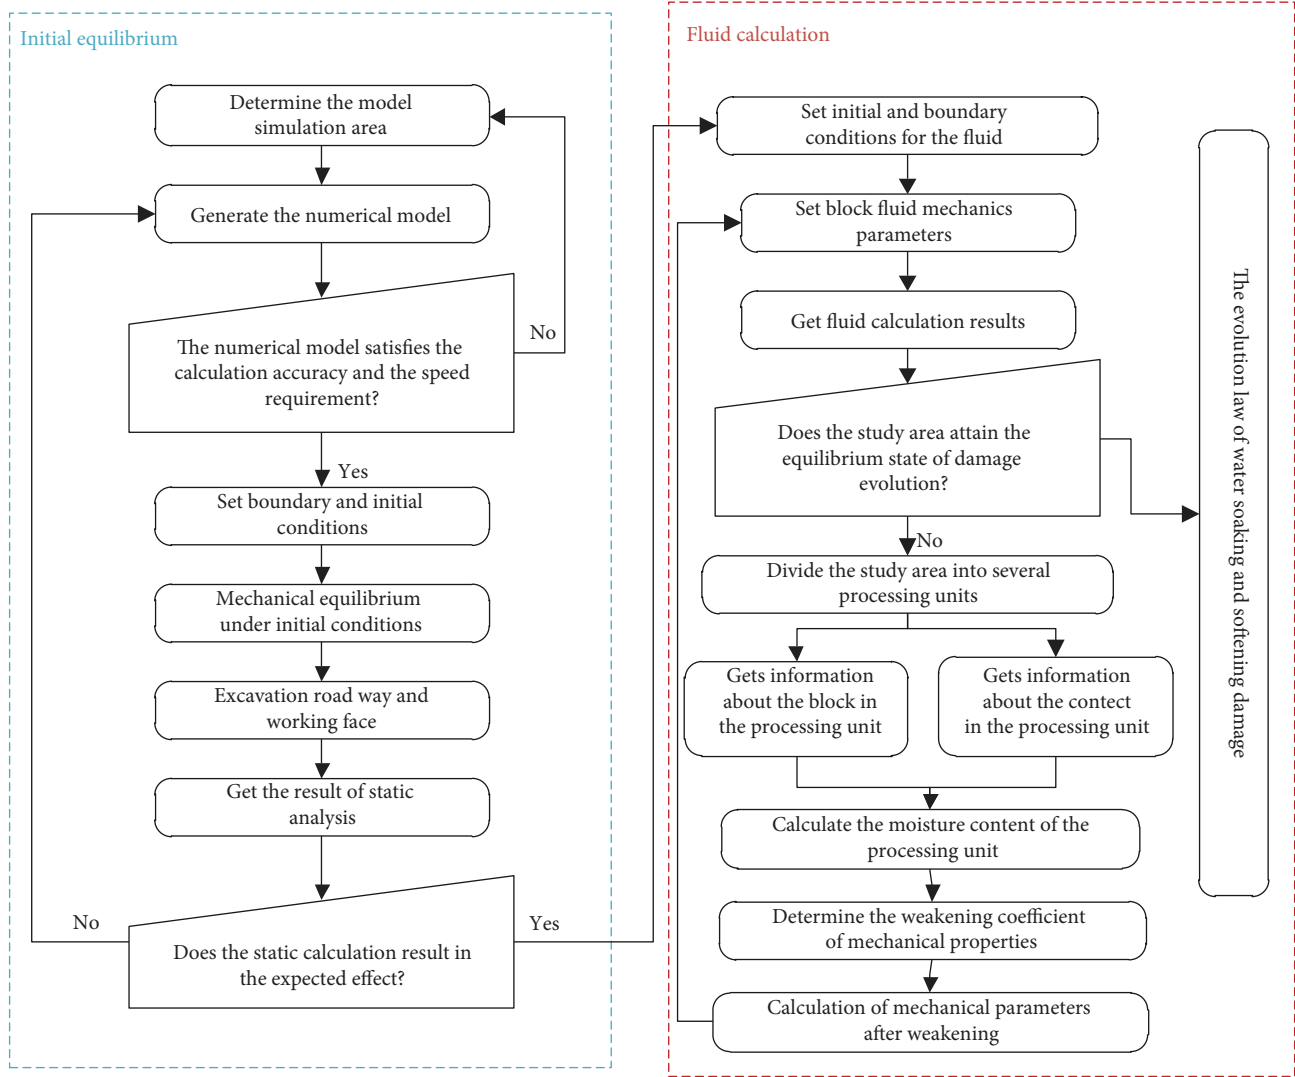 Initial equilibrium
Determine the model
simulation area
Generate the numerical model
The numerical model satisfies the
calculation accuracy and the speed
requirement?
No
Yes
Set boundary and initial
conditions
Mechanical equilibrium
under initial conditions
Excavation road way and
working face
Get the result of static
analysis
Does the static calculation result in
the expected effect?
No
Yes
Fluid calculation
Set initial and boundary
conditions for the fluid
Set block fluid mechanics
parameters
Get fluid calculation results
Does the study area attain the
equilibrium state of damage
evolution?
No
Divide the study area into several
processing units
Gets information
about the block in
the processing unit
Gets information
about the contect
in the processing unit
Calculate the moisture content of the
processing unit
Determine the weakening coefficient
of mechanical properties
Calculation of mechanical parameters
after weakening
The evolution law of water soaking and softening damage